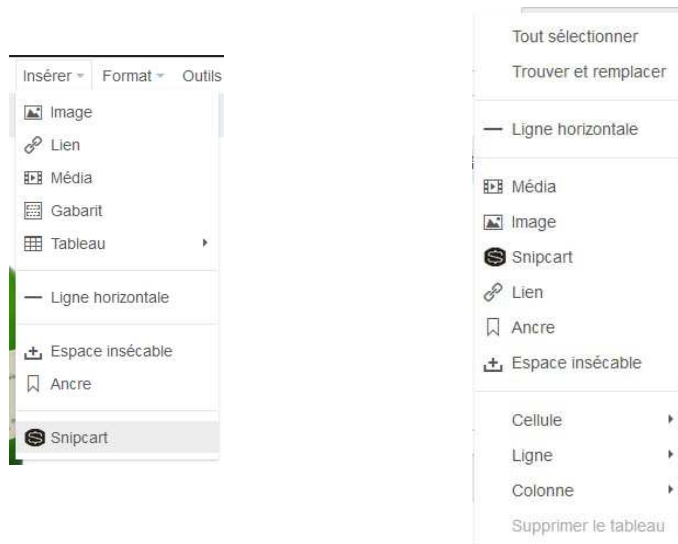 Insérer Format Outils
Image
Lien
Média
Gabarit
Tableau
Ligne horizontale
Espace insécable
Ancre
Snipcart
Tout sélectionner
Trouver et remplacer
Ligne horizontale
Média
Image
Snipcart
Lien
Ancre
Espace insécable
Cellule
Ligne
Colonne
Supprimer le tableau